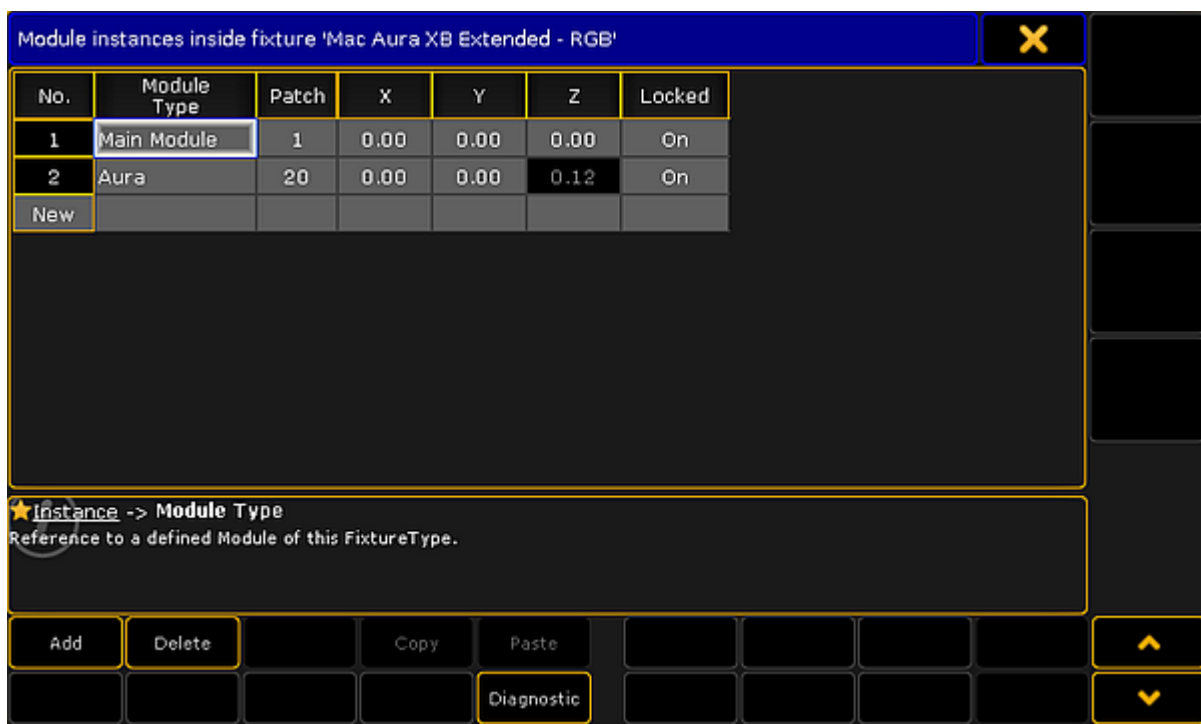 Module instances inside fixture 'Mac Aura XB Extended - RGB'
No. Module Type Patch X Y Z Locked
1 Main Module 1 0.00 0.00 0.00 On
2 Aura 20 0.00 0.00 0.12 On
New
Instance -> Module Type
Reference to a defined Module of this FixtureType.
Add Delete Copy Paste
Diagnostic